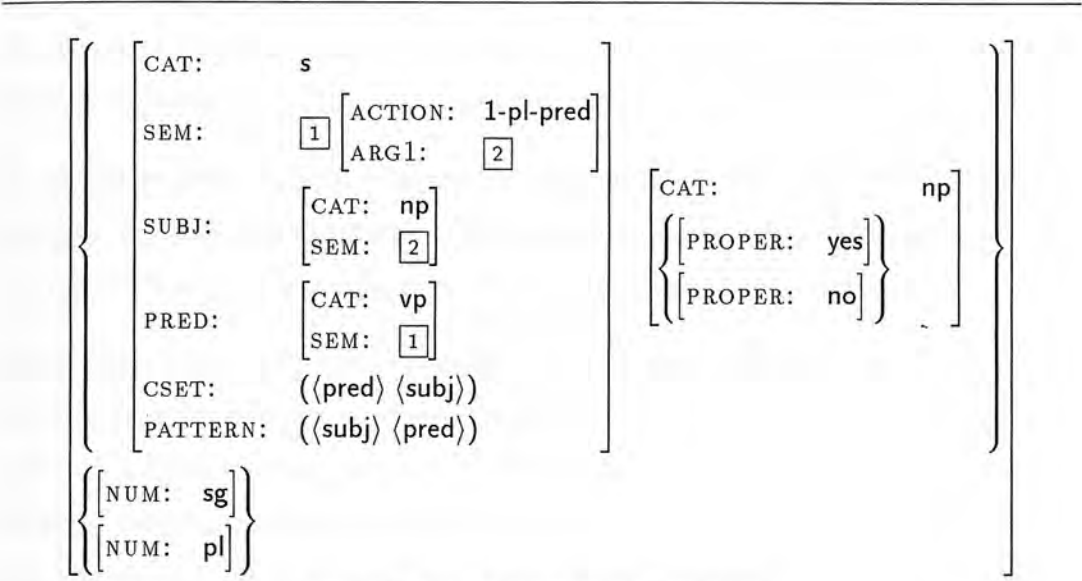 CAT: s
SEM: 1 [ACTION: 1-pl-pred
ARG1: 2]
SUBJ: [CAT: np
SEM: 2]
PRED: [CAT: vp
SEM: 1]
CSET: (⟨pred⟩ ⟨subj⟩)
PATTERN: (⟨subj⟩ ⟨pred⟩)
CAT: np
{[PROPER: yes]
[PROPER: no]}
{[NUM: sg]
[NUM: pl]}